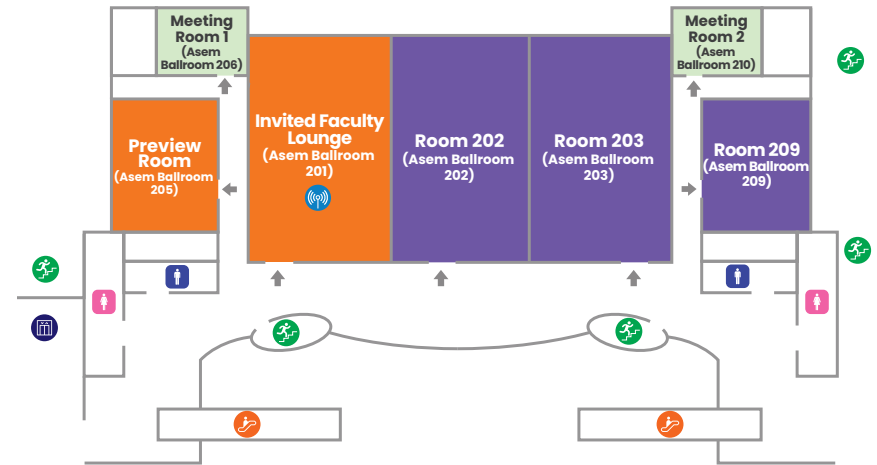 Meeting
Room 1
(Asem
Ballroom 206)
Meeting
Room 2
(Asem
Ballroom 210)
Invited Faculty
Lounge
(Asem Ballroom
201)
Room 202
(Asem Ballroom
202)
Room 203
(Asem Ballroom
203)
Preview
Room
(Asem Ballroom
205)
Room 209
(Asem Ballroom
209)